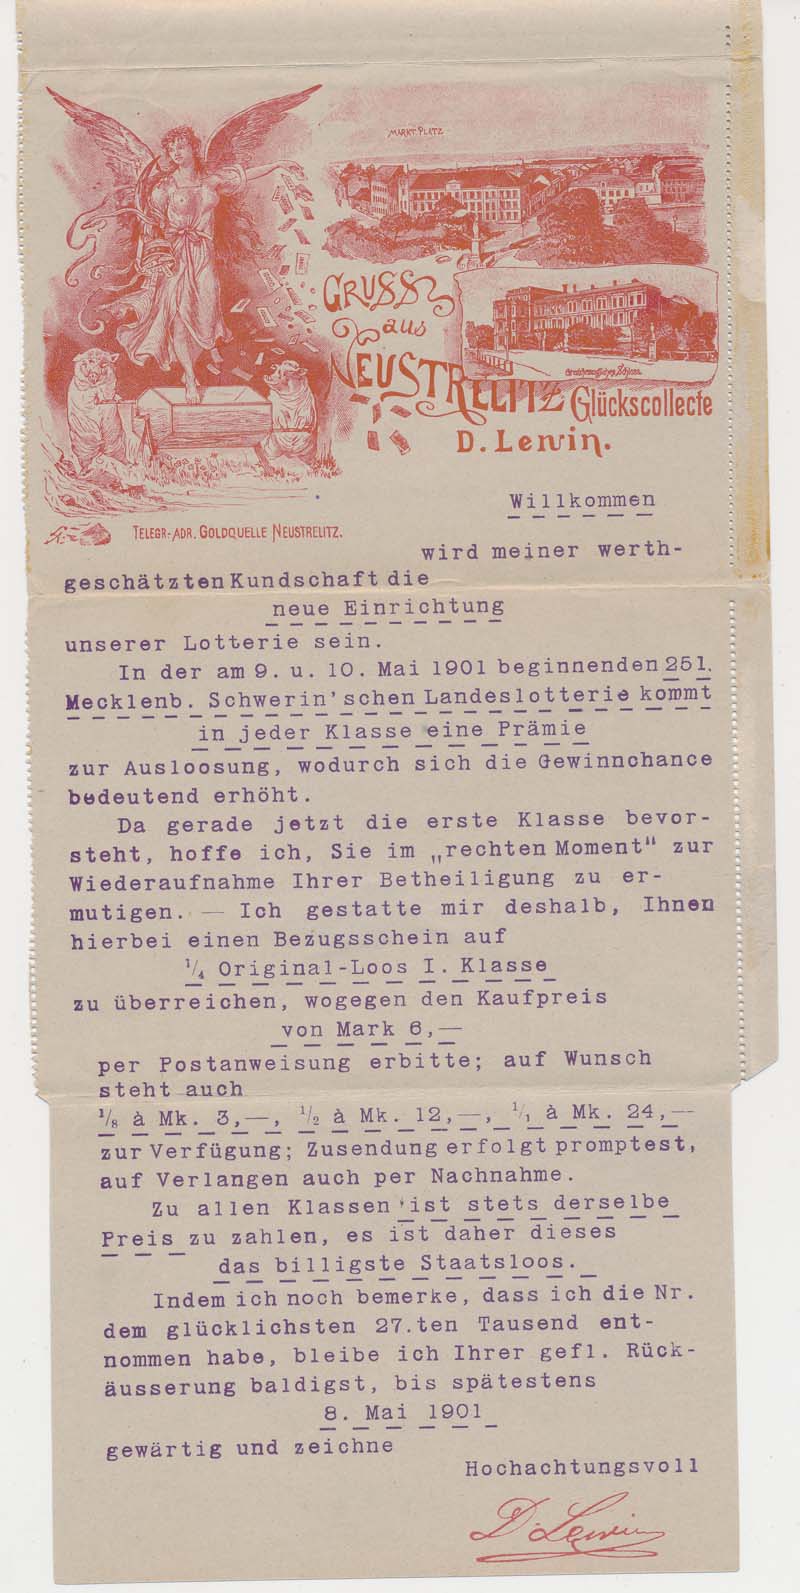 MARKT-PLATZ
GRUSS
aus
NEUSTRELITZ
Grossherzogliches Schloss
Glückscollecte
D. Lewin.
TELEGR.-ADR. GOLDQUELLE NEUSTRELITZ.
Willkommen
wird meiner werth-
geschätzten Kundschaft die
neue Einrichtung
unserer Lotterie sein.
In der am 9. u. 10. Mai 1901 beginnenden 251.
Mecklenb. Schwerin'schen Landeslotterie kommt
in jeder Klasse eine Prämie
zur Ausloosung, wodurch sich die Gewinnchance
bedeutend erhöht.
Da gerade jetzt die erste Klasse bevor-
steht, hoffe ich, Sie im „rechten Moment" zur
Wiederaufnahme Ihrer Betheiligung zu er-
mutigen. — Ich gestatte mir deshalb, Ihnen
hierbei einen Bezugsschein auf
1/4 Original-Loos I. Klasse
zu überreichen, wogegen den Kaufpreis
von Mark 6,—
per Postanweisung erbitte; auf Wunsch
steht auch
1/8 à Mk. 3,—, 1/2 à Mk. 12,—, 1/1 à Mk. 24,—
zur Verfügung; Zusendung erfolgt promptest,
auf Verlangen auch per Nachnahme.
Zu allen Klassen ist stets derselbe
Preis zu zahlen, es ist daher dieses
das billigste Staatsloos.
Indem ich noch bemerke, dass ich die Nr.
dem glücklichsten 27.ten Tausend ent-
nommen habe, bleibe ich Ihrer gefl. Rück-
äusserung baldigst, bis spätestens
8. Mai 1901
gewärtig und zeichne
Hochachtungsvoll
D. Lewin